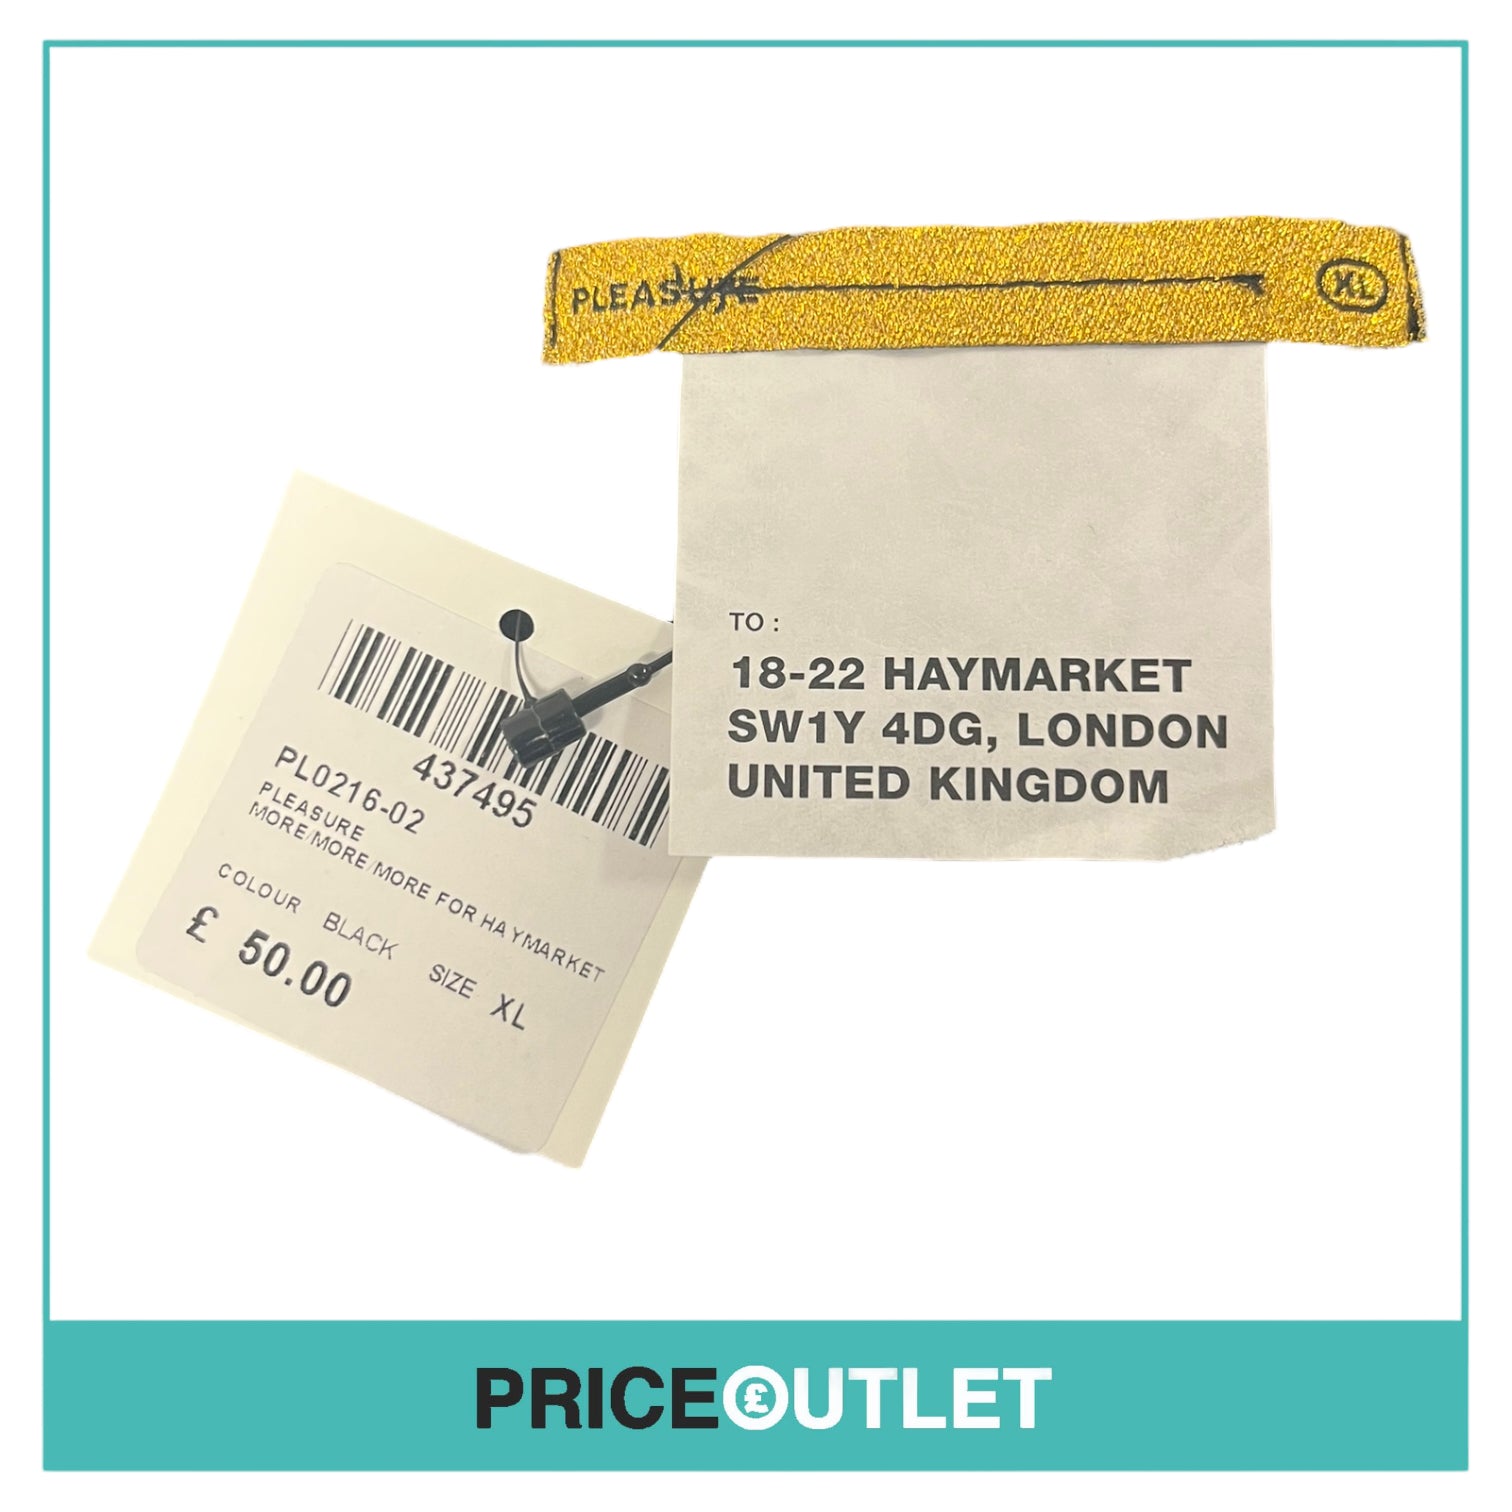 PLEASURE
XL
TO :
18-22 HAYMARKET
SW1Y 4DG, LONDON
UNITED KINGDOM
437495
PL0216-02
PLEASURE
MORE/MORE/MORE FOR HAYMARKET
COLOUR BLACK SIZE XL
£ 50.00
PRICE£OUTLET